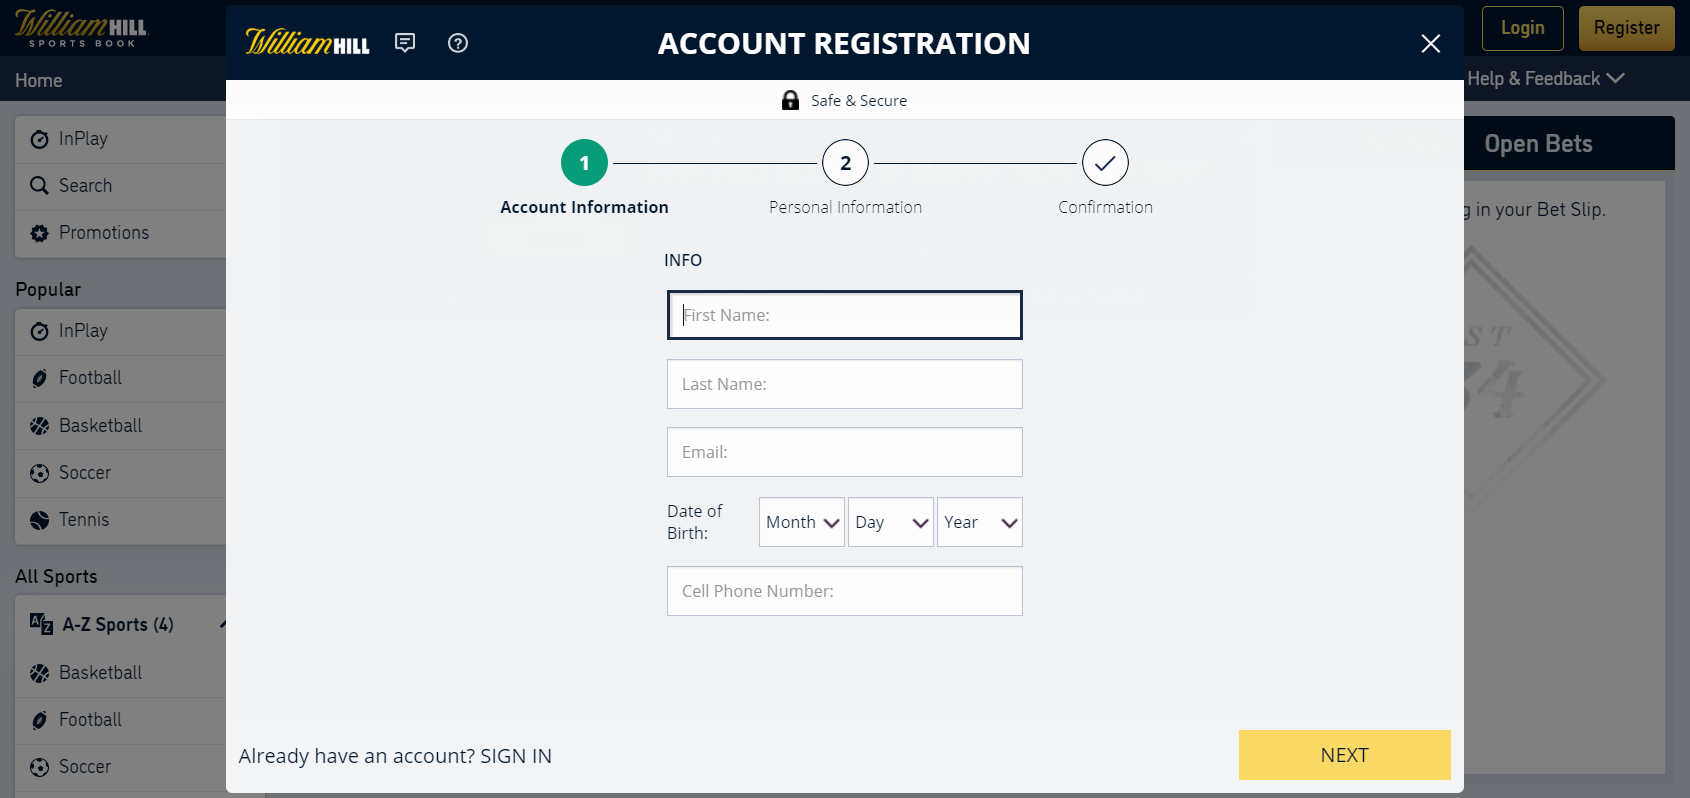 William HILL
SPORTS BOOK
Home
InPlay
Search
Promotions
Popular
InPlay
Football
Basketball
Soccer
Tennis
All Sports
A-Z Sports (4)
Basketball
Football
Soccer
William HILL
ACCOUNT REGISTRATION
Safe & Secure
1
2
Account Information
Personal Information
Confirmation
INFO
First Name:
Last Name:
Email:
Date of
Birth:
Month
Day
Year
Cell Phone Number:
Already have an account? SIGN IN
NEXT
Login
Register
Help & Feedback
Open Bets
in your Bet Slip.